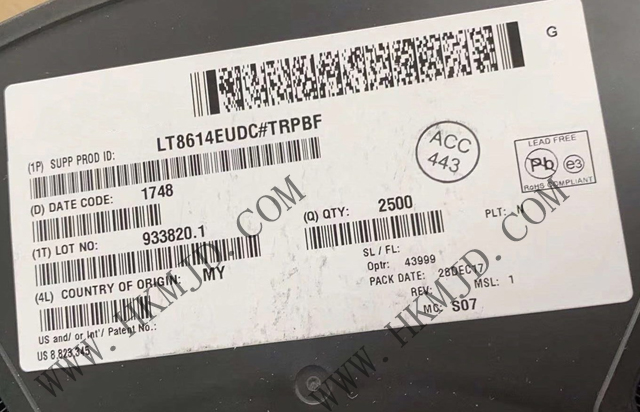 G
(1P) SUPP PROD ID: LT8614EUDC#TRPBF
ACC
443
LEAD FREE
Pb e3
RoHS COMPLIANT
(D) DATE CODE: 1748
(Q) QTY: 2500
PLT: N
(1T) LOT NO: 933820.1
SL / FL:
Optr: 43999
PACK DATE: 28DEC17
(4L) COUNTRY OF ORIGIN: MY
REV: MSL: 1
MC: S07
US and/or Int'/ Patent No.:
US 8,823,345
WWW.HKMJD.COM
WWW.HKMJD.COM